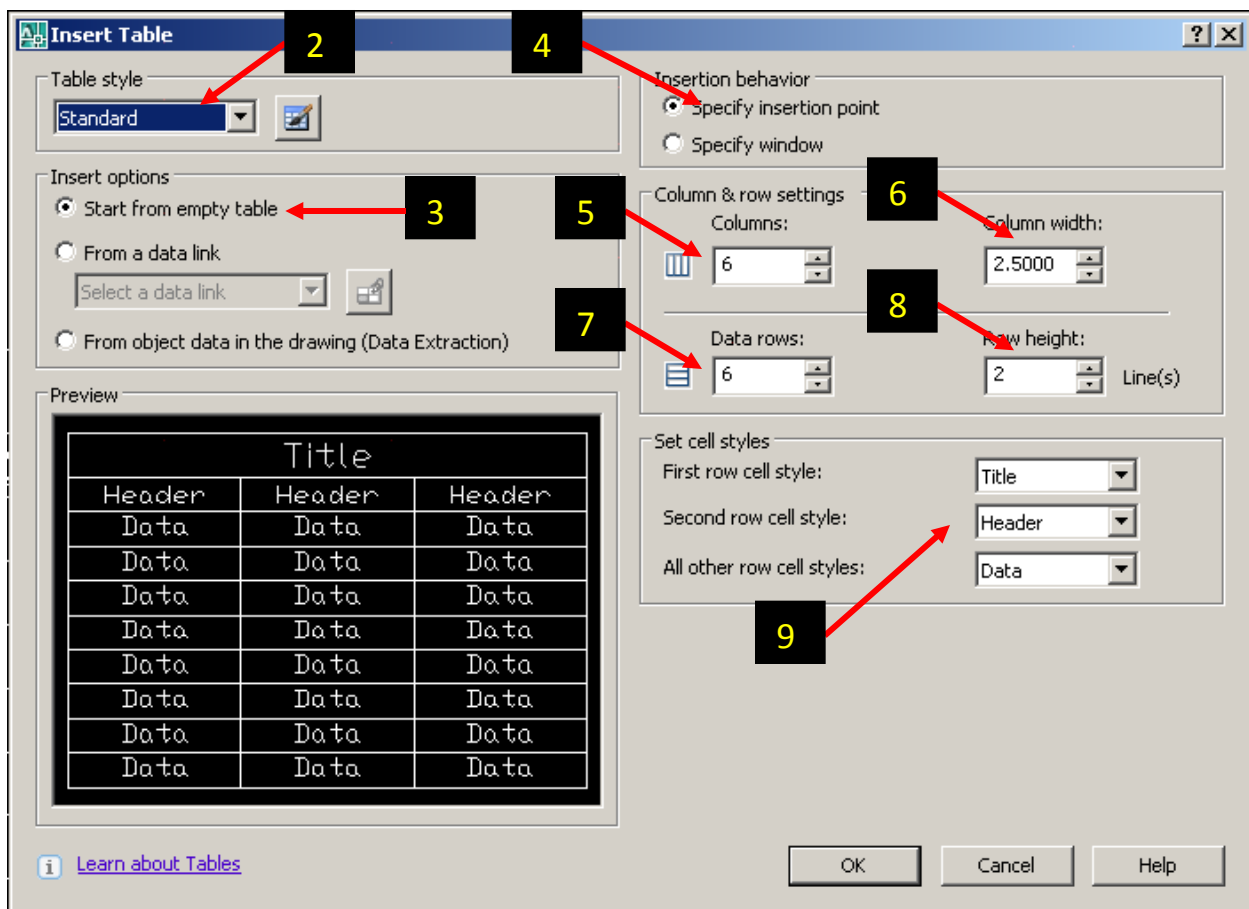 Insert Table
2
4
Table style
Standard
Insertion behavior
Specify insertion point
Specify window
Insert options
Start from empty table
3
From a data link
Select a data link
From object data in the drawing (Data Extraction)
Column & row settings
5
6
Columns:
Column width:
6
2.5000
7
8
Data rows:
Row height:
6
2
Line(s)
Preview
Title
Header Header Header
Data Data Data
Data Data Data
Data Data Data
Data Data Data
Data Data Data
Data Data Data
Data Data Data
Data Data Data
Set cell styles
First row cell style: Title
Second row cell style: Header
All other row cell styles: Data
9
i Learn about Tables
OK Cancel Help